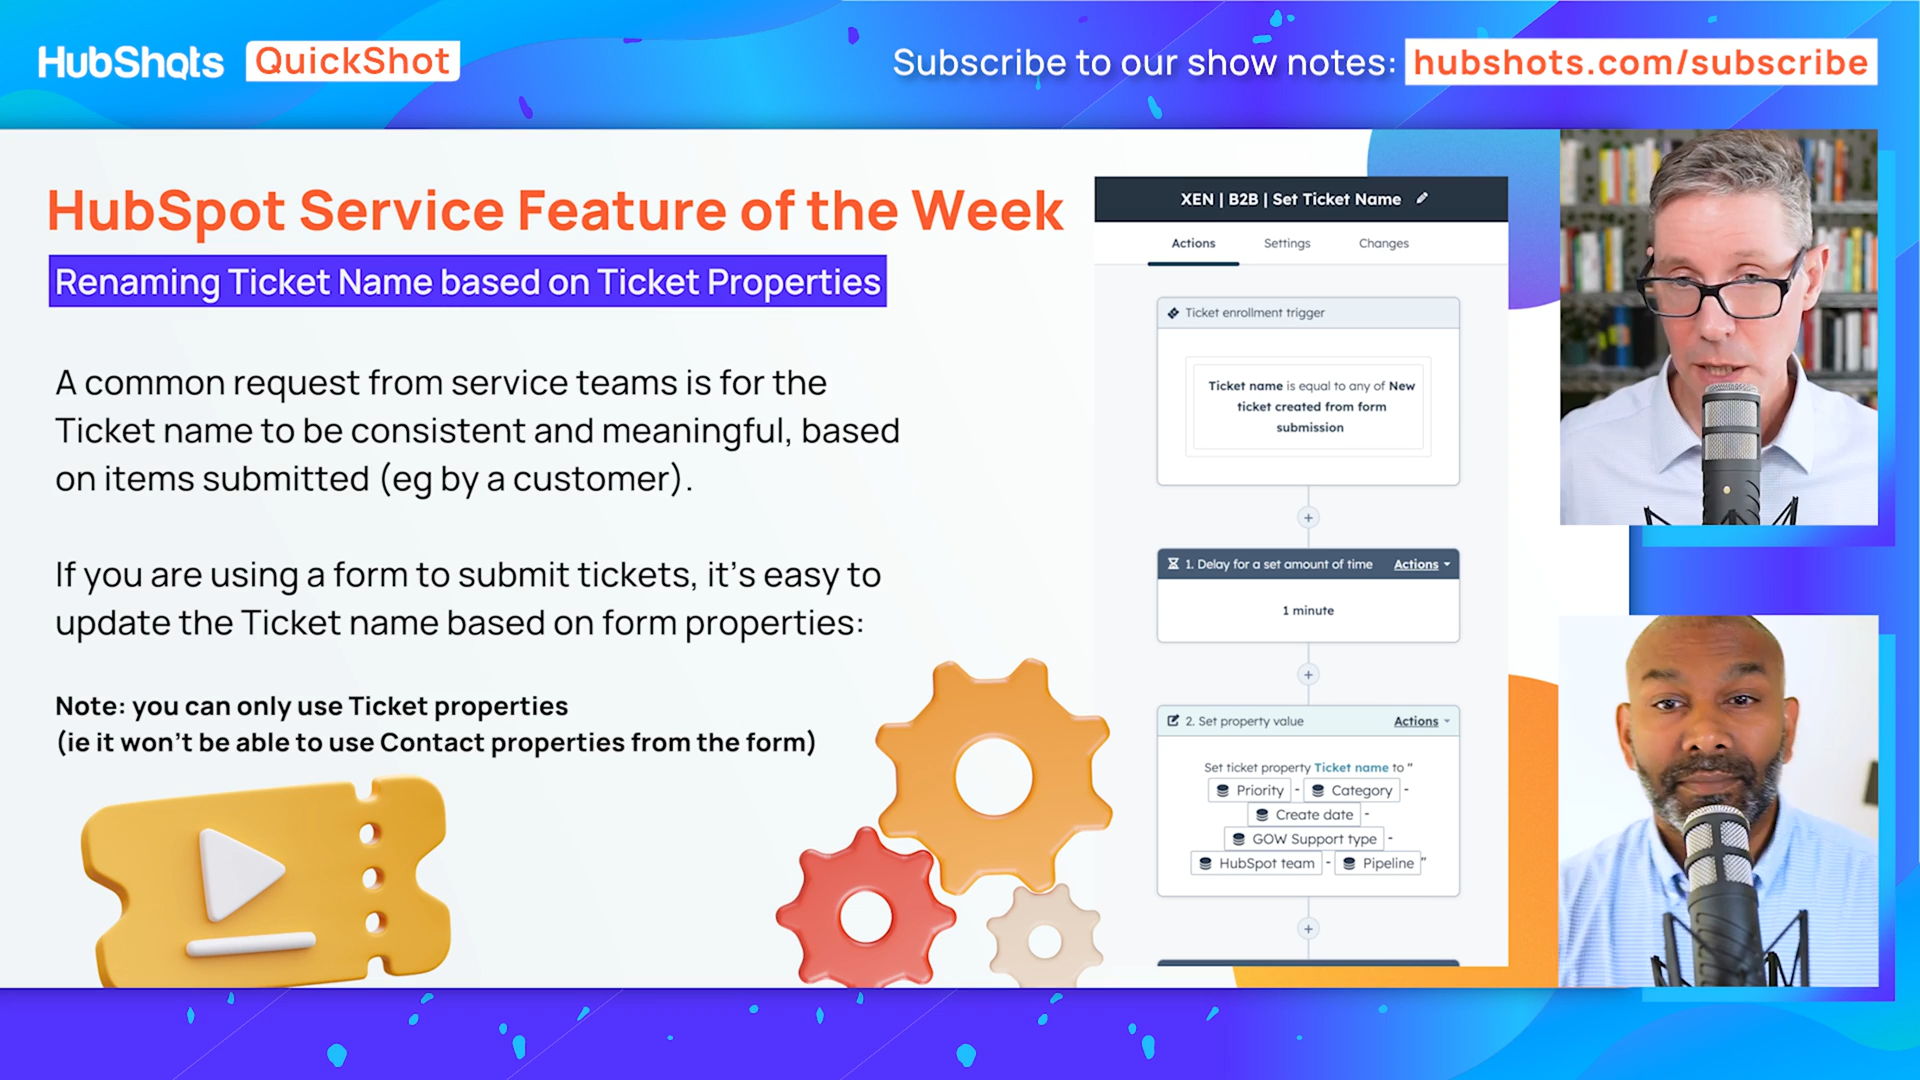 HubShots QuickShot
Subscribe to our show notes: hubshots.com/subscribe
HubSpot Service Feature of the Week
Renaming Ticket Name based on Ticket Properties
A common request from service teams is for the
Ticket name to be consistent and meaningful, based
on items submitted (eg by a customer).
If you are using a form to submit tickets, it's easy to
update the Ticket name based on form properties:
Note: you can only use Ticket properties
(ie it won't be able to use Contact properties from the form)
XEN | B2B | Set Ticket Name
Actions Settings Changes
Ticket enrollment trigger
Ticket name is equal to any of New
ticket created from form
submission
1. Delay for a set amount of time Actions
1 minute
2. Set property value Actions
Set ticket property Ticket name to "
Priority - Category -
Create date -
GOW Support type -
HubSpot team - Pipeline "